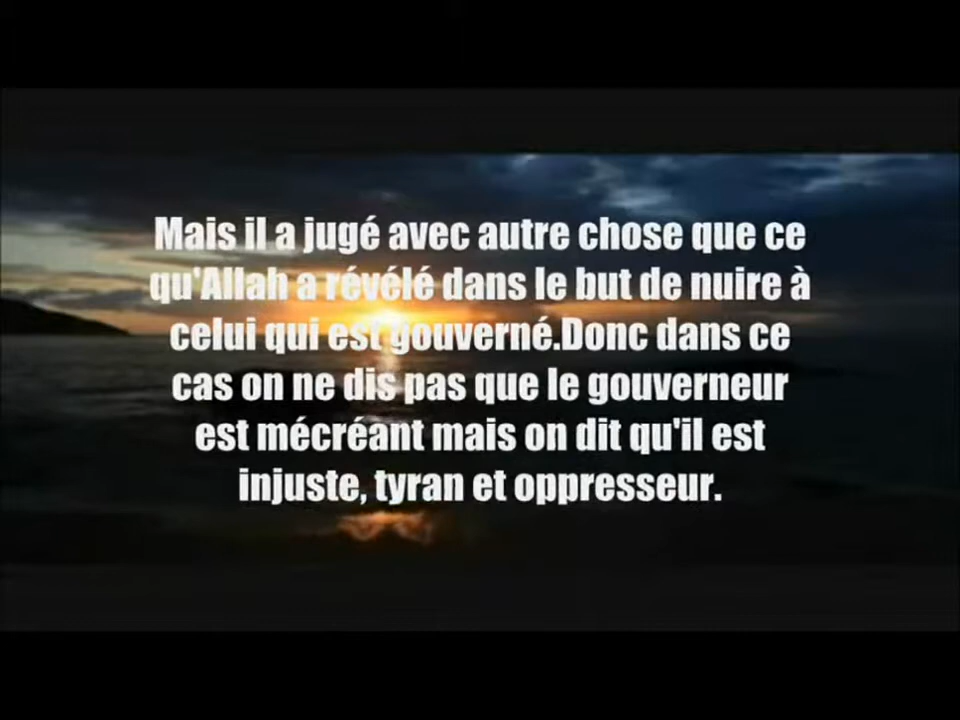 Mais il a jugé avec autre chose que ce
qu'Allah a révélé dans le but de nuire à
celui qui est gouverné.Donc dans ce
cas on ne dis pas que le gouverneur
est mécréant mais on dit qu'il est
injuste, tyran et oppresseur.